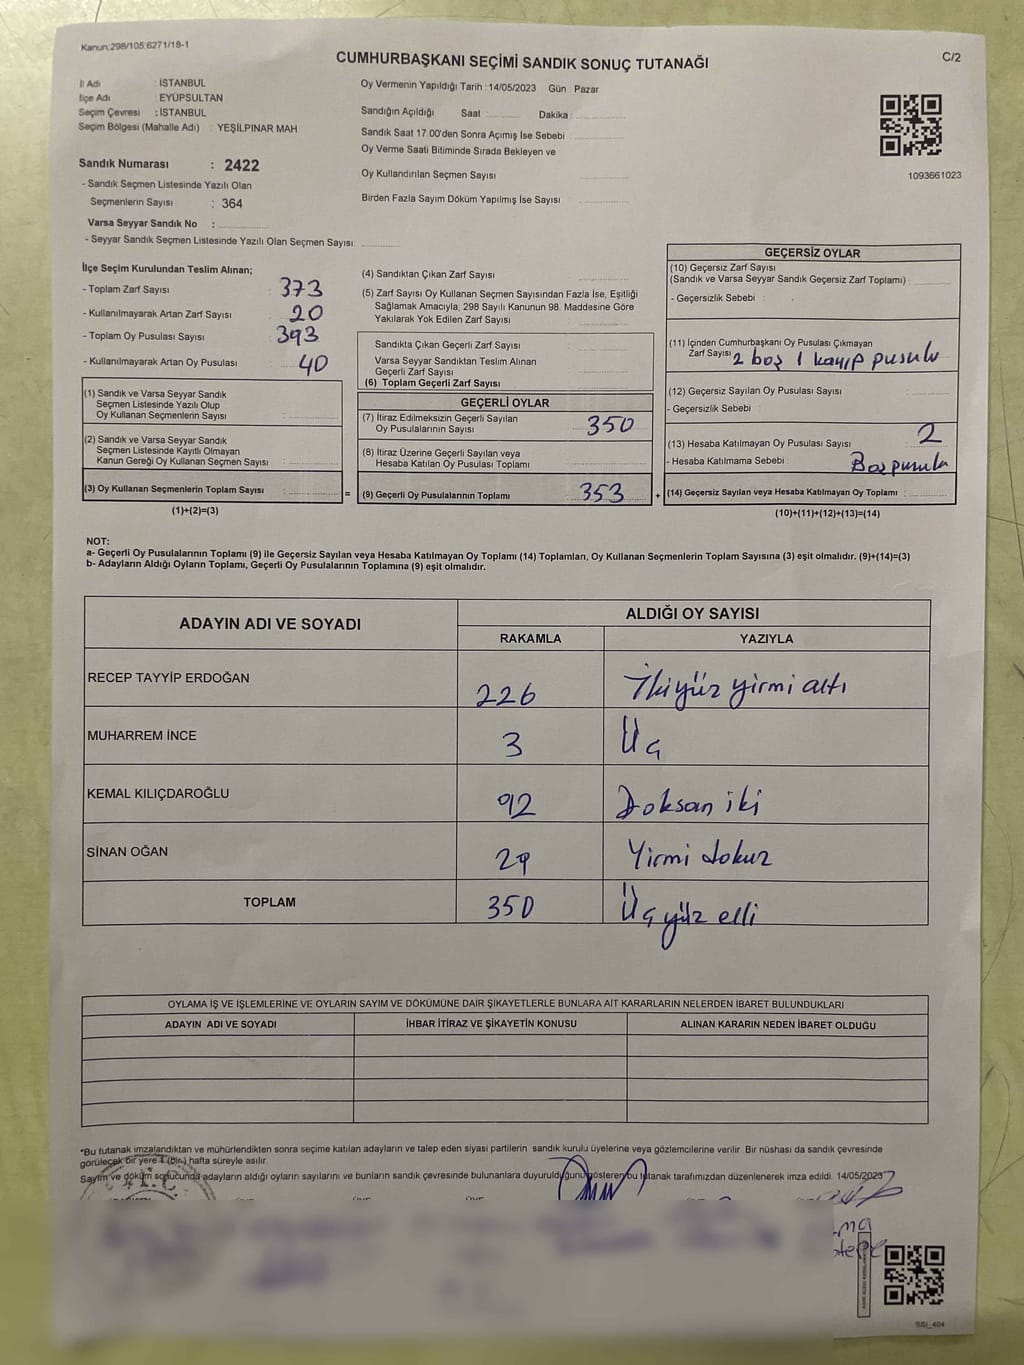 Kanun:298/105:6271/18-1
CUMHURBAŞKANI SEÇİMİ SANDIK SONUÇ TUTANAĞI
C/2
İl Adı : İSTANBUL
İlçe Adı : EYÜPSULTAN
Seçim Çevresi : İSTANBUL
Seçim Bölgesi (Mahalle Adı) : YEŞİLPINAR MAH
Sandık Numarası : 2422
- Sandık Seçmen Listesinde Yazılı Olan
Seçmenlerin Sayısı : 364
Varsa Seyyar Sandık No :
- Seyyar Sandık Seçmen Listesinde Yazılı Olan Seçmen Sayısı:
Oy Vermenin Yapıldığı Tarih : 14/05/2023 Gün : Pazar
Sandığın Açıldığı Saat Dakika :
Sandık Saat 17.00'den Sonra Açımış İse Sebebi
Oy Verme Saati Bitiminde Sırada Bekleyen ve
Oy Kullandırılan Seçmen Sayısı
Birden Fazla Sayım Döküm Yapılmış İse Sayısı
1093661023
İlçe Seçim Kurulundan Teslim Alınan;
- Toplam Zarf Sayısı : 373
- Kullanılmayarak Artan Zarf Sayısı : 20
- Toplam Oy Pusulası Sayısı : 393
- Kullanılmayarak Artan Oy Pusulası : 40
(1) Sandık ve Varsa Seyyar Sandık
Seçmen Listesinde Yazılı Olup
Oy Kullanan Seçmenlerin Sayısı :
(2) Sandık ve Varsa Seyyar Sandık
Seçmen Listesinde Kayıtlı Olmayan
Kanun Gereği Oy Kullanan Seçmen Sayısı :
(3) Oy Kullanan Seçmenlerin Toplam Sayısı :
(1)+(2)=(3)
=
(4) Sandıktan Çıkan Zarf Sayısı
(5) Zarf Sayısı Oy Kullanan Seçmen Sayısından Fazla İse, Eşitliği
Sağlamak Amacıyla; 298 Sayılı Kanunun 98. Maddesine Göre
Yakılarak Yok Edilen Zarf Sayısı
Sandıkta Çıkan Geçerli Zarf Sayısı
Varsa Seyyar Sandıktan Teslim Alınan
Geçerli Zarf Sayısı
(6) Toplam Geçerli Zarf Sayısı
GEÇERLİ OYLAR
(7) İtiraz Edilmeksizin Geçerli Sayılan
Oy Pusulalarının Sayısı 350
(8) İtiraz Üzerine Geçerli Sayılan veya
Hesaba Katılan Oy Pusulası Toplamı
(9) Geçerli Oy Pusulalarının Toplamı 353
+
GEÇERSİZ OYLAR
(10) Geçersiz Zarf Sayısı
(Sandık ve Varsa Seyyar Sandık Geçersiz Zarf Toplamı) :
- Geçersizlik Sebebi :
(11) İçinden Cumhurbaşkanı Oy Pusulası Çıkmayan
Zarf Sayısı 2 boş 1 kayıp pusula
(12) Geçersiz Sayılan Oy Pusulası Sayısı
- Geçersizlik Sebebi :
(13) Hesaba Katılmayan Oy Pusulası Sayısı : 2
- Hesaba Katılmama Sebebi : Boş pusula
(14) Geçersiz Sayılan veya Hesaba Katılmayan Oy Toplamı :
(10)+(11)+(12)+(13)=(14)
NOT:
a- Geçerli Oy Pusulalarının Toplamı (9) ile Geçersiz Sayılan veya Hesaba Katılmayan Oy Toplamı (14) Toplamları, Oy Kullanan Seçmenlerin Toplam Sayısına (3) eşit olmalıdır. (9)+(14)=(3)
b- Adayların Aldığı Oyların Toplamı, Geçerli Oy Pusulalarının Toplamına (9) eşit olmalıdır.
ADAYIN ADI VE SOYADI
ALDIĞI OY SAYISI
RAKAMLA YAZIYLA
RECEP TAYYİP ERDOĞAN 226 İkiyüz yirmi altı
MUHARREM İNCE 3 Üç
KEMAL KILIÇDAROĞLU 92 Doksan iki
SİNAN OĞAN 29 Yirmi dokuz
TOPLAM 350 Üç yüz elli
OYLAMA İŞ VE İŞLEMLERİNE VE OYLARIN SAYIM VE DÖKÜMÜNE DAİR ŞİKAYETLERLE BUNLARA AİT KARARLARIN NELERDEN İBARET BULUNDUKLARI
ADAYIN ADI VE SOYADI İHBAR İTİRAZ VE ŞİKAYETİN KONUSU ALINAN KARARIN NEDEN İBARET OLDUĞU
*Bu tutanak imzalandıktan ve mühürlendikten sonra seçime katılan adayların ve talep eden siyasi partilerin sandık kurulu üyelerine veya gözlemcilerine verilir. Bir nüshası da sandık çevresinde
görülecek bir yere 1 (bir) hafta süreyle asılır.
Sayım ve döküm sonucunda adayların aldığı oyların sayılarını ve bunların sandık çevresinde bulunanlara duyurulduğunu gösteren bu tutanak tarafımızdan düzenlenerek imza edildi. 14/05/2023
T.C.
SSI_404